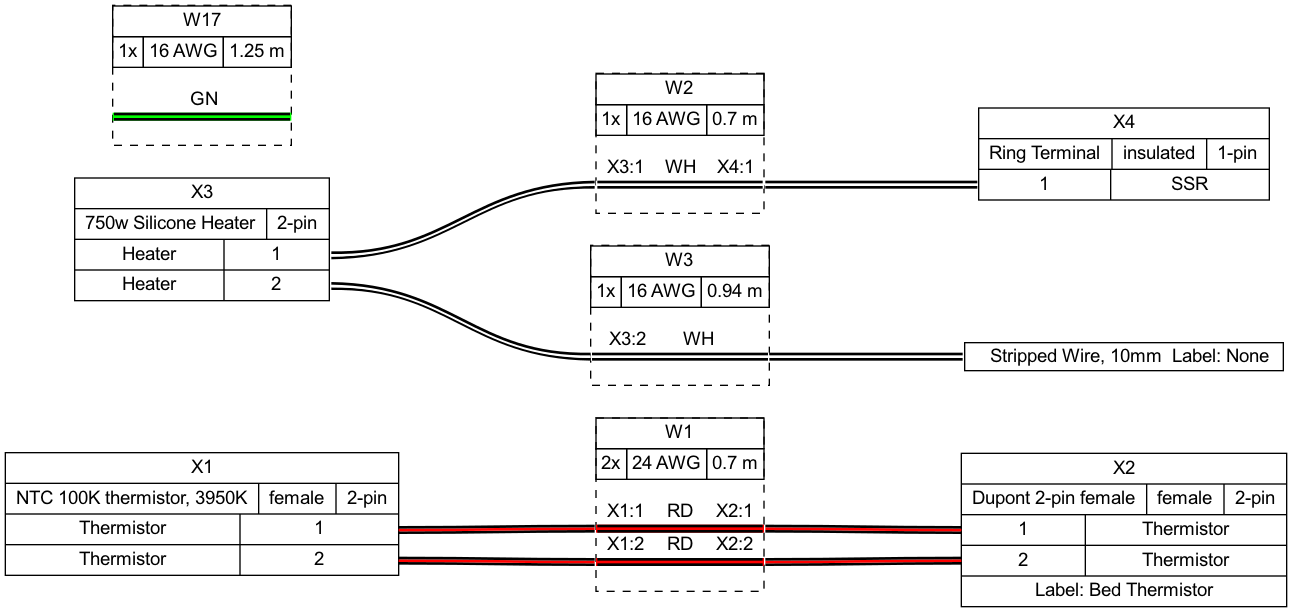 W17
1x 16 AWG 1.25 m
GN
X3
750w Silicone Heater 2-pin
Heater 1
Heater 2
W2
1x 16 AWG 0.7 m
X3:1 WH X4:1
X4
Ring Terminal insulated 1-pin
1 SSR
W3
1x 16 AWG 0.94 m
X3:2 WH
Stripped Wire, 10mm Label: None
X1
NTC 100K thermistor, 3950K female 2-pin
Thermistor 1
Thermistor 2
W1
2x 24 AWG 0.7 m
X1:1 RD X2:1
X1:2 RD X2:2
X2
Dupont 2-pin female female 2-pin
1 Thermistor
2 Thermistor
Label: Bed Thermistor